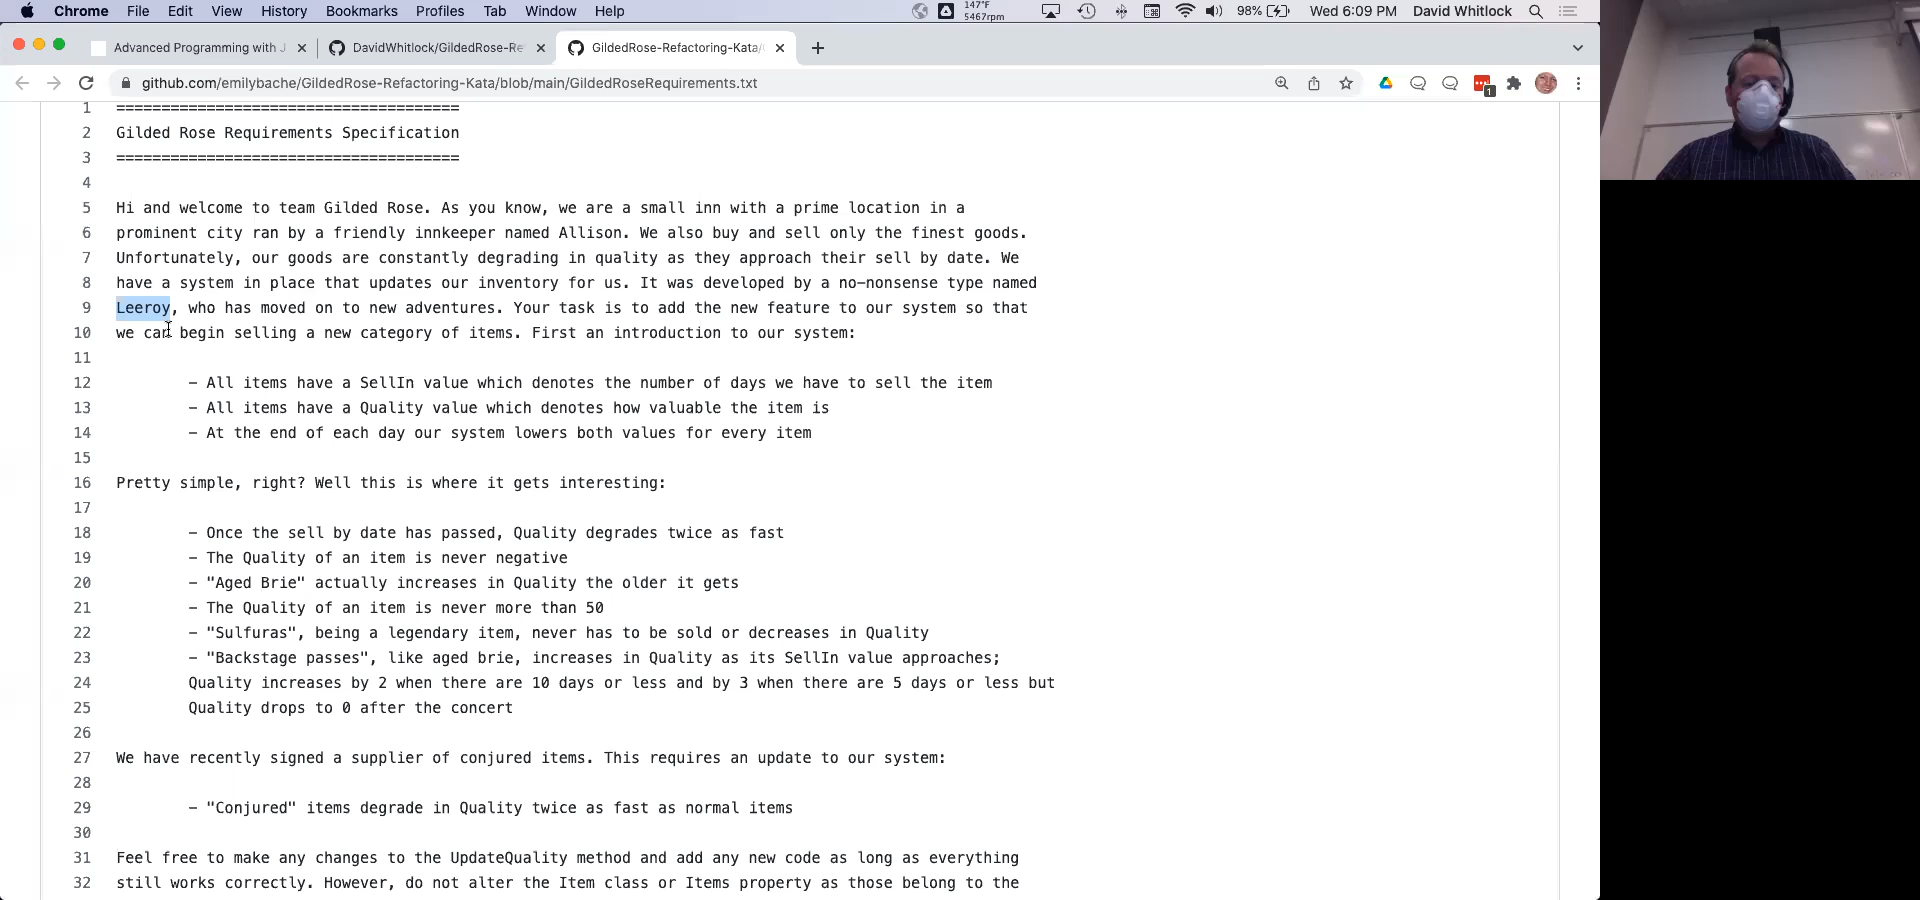 Chrome File Edit View History Bookmarks Profiles Tab Window Help 147°F 5467rpm 98% Wed 6:09 PM David Whitlock
Advanced Programming with J DavidWhitlock/GildedRose-Re GildedRose-Refactoring-Kata/
github.com/emilybache/GildedRose-Refactoring-Kata/blob/main/GildedRoseRequirements.txt 1
1 ======================================
2 Gilded Rose Requirements Specification
3 ======================================
4
5 Hi and welcome to team Gilded Rose. As you know, we are a small inn with a prime location in a
6 prominent city ran by a friendly innkeeper named Allison. We also buy and sell only the finest goods.
7 Unfortunately, our goods are constantly degrading in quality as they approach their sell by date. We
8 have a system in place that updates our inventory for us. It was developed by a no-nonsense type named
9 Leeroy, who has moved on to new adventures. Your task is to add the new feature to our system so that
10 we can begin selling a new category of items. First an introduction to our system:
11
12 - All items have a SellIn value which denotes the number of days we have to sell the item
13 - All items have a Quality value which denotes how valuable the item is
14 - At the end of each day our system lowers both values for every item
15
16 Pretty simple, right? Well this is where it gets interesting:
17
18 - Once the sell by date has passed, Quality degrades twice as fast
19 - The Quality of an item is never negative
20 - "Aged Brie" actually increases in Quality the older it gets
21 - The Quality of an item is never more than 50
22 - "Sulfuras", being a legendary item, never has to be sold or decreases in Quality
23 - "Backstage passes", like aged brie, increases in Quality as its SellIn value approaches;
24 Quality increases by 2 when there are 10 days or less and by 3 when there are 5 days or less but
25 Quality drops to 0 after the concert
26
27 We have recently signed a supplier of conjured items. This requires an update to our system:
28
29 - "Conjured" items degrade in Quality twice as fast as normal items
30
31 Feel free to make any changes to the UpdateQuality method and add any new code as long as everything
32 still works correctly. However, do not alter the Item class or Items property as those belong to the